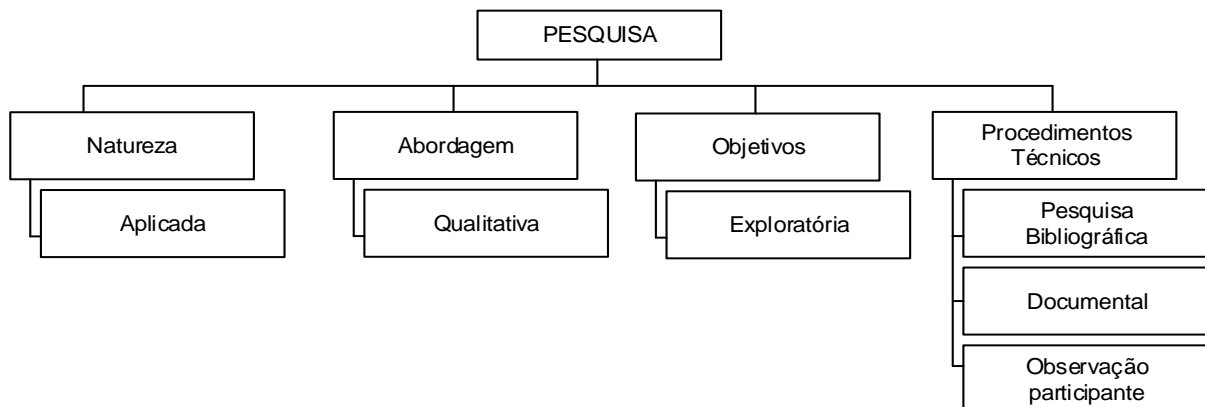 PESQUISA
Natureza
Aplicada
Abordagem
Qualitativa
Objetivos
Exploratória
Procedimentos
Técnicos
Pesquisa
Bibliográfica
Documental
Observação
participante